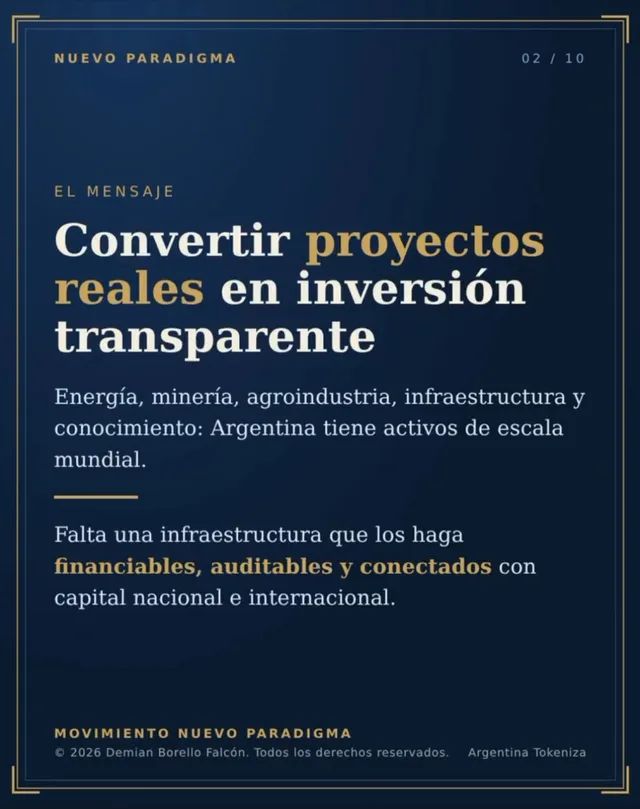 NUEVO PARADIGMA
02 / 10
EL MENSAJE
Convertir proyectos
reales en inversión
transparente
Energía, minería, agroindustria, infraestructura y
conocimiento: Argentina tiene activos de escala
mundial.
Falta una infraestructura que los haga
financiables, auditables y conectados con
capital nacional e internacional.
MOVIMIENTO NUEVO PARADIGMA
© 2026 Demian Borello Falcón. Todos los derechos reservados.
Argentina Tokeniza